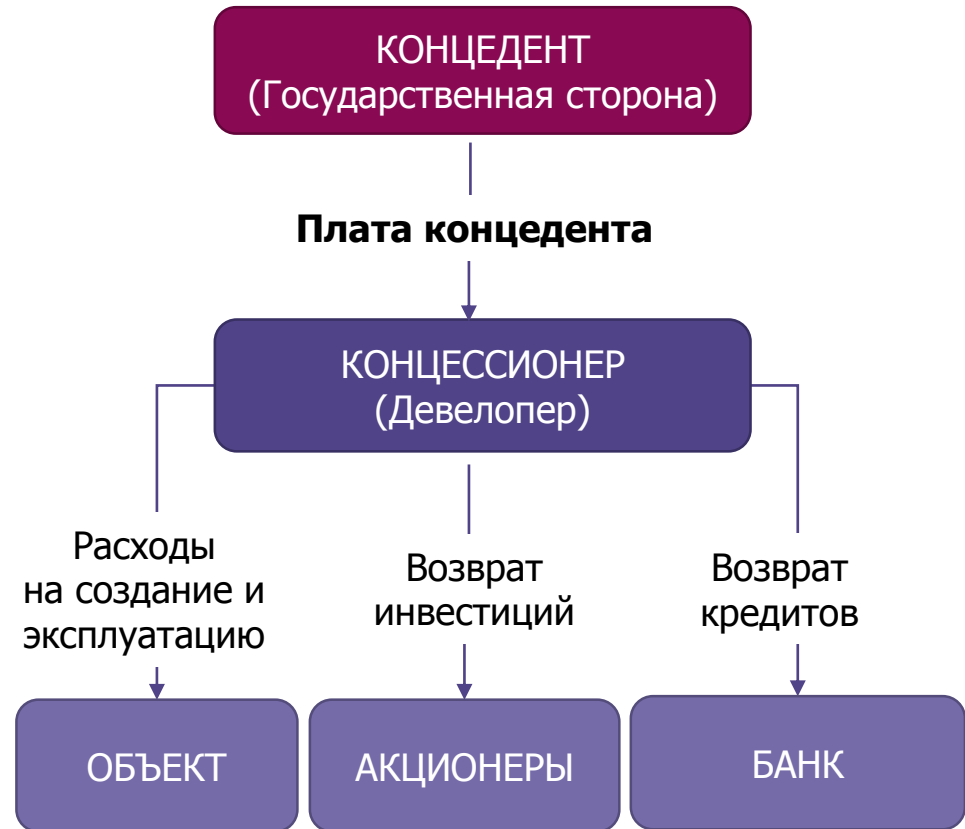 КОНЦЕДЕНТ
(Государственная сторона)
Плата концедента
КОНЦЕССИОНЕР
(Девелопер)
Расходы
на создание и
эксплуатацию
Возврат
инвестиций
Возврат
кредитов
ОБЪЕКТ
АКЦИОНЕРЫ
БАНК